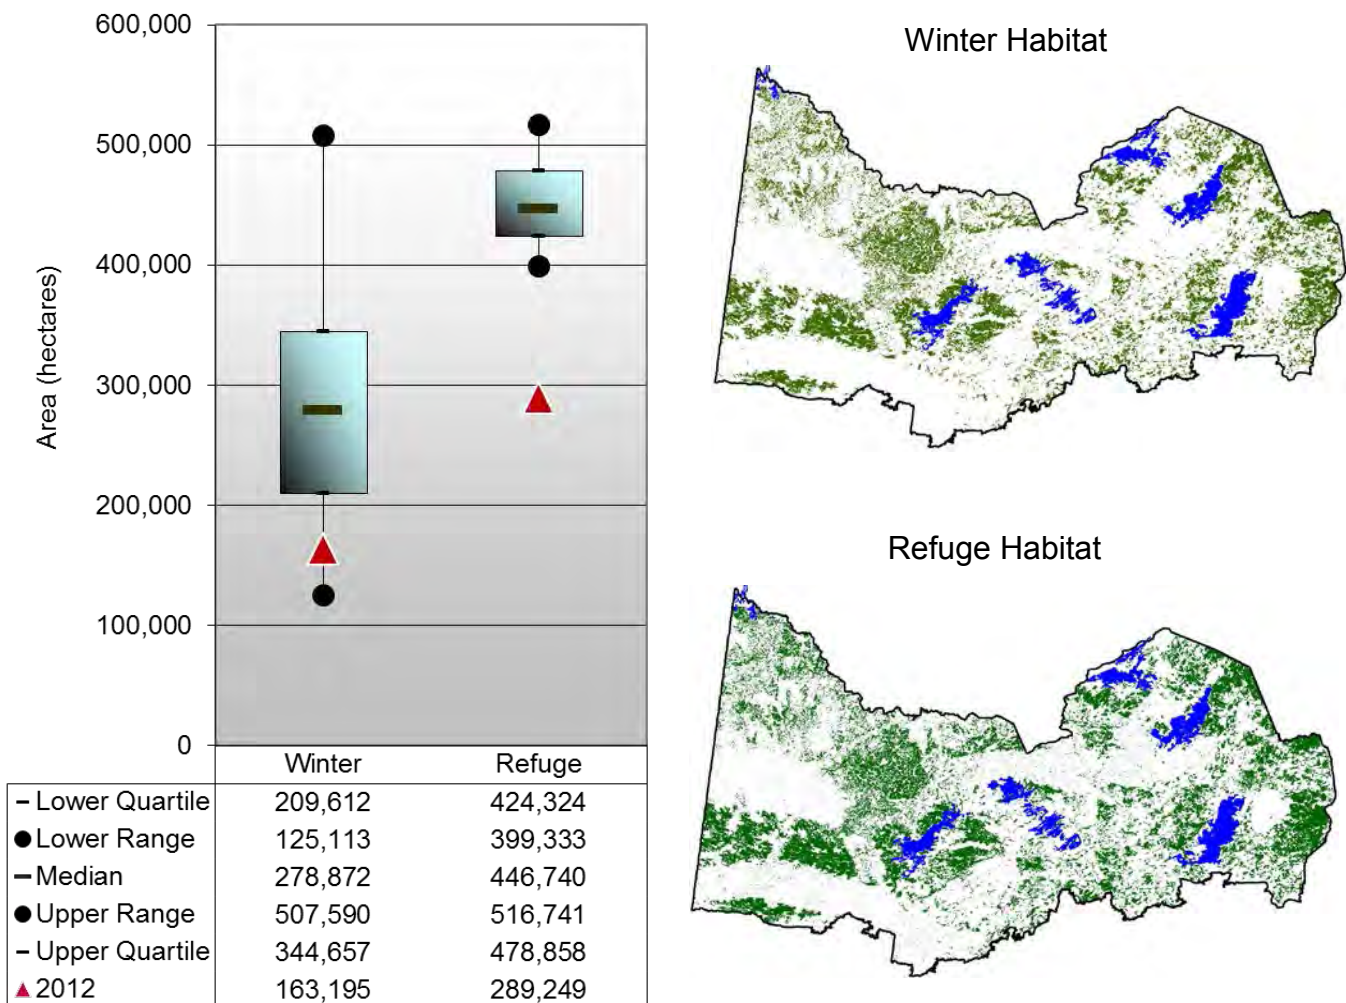 600,000
500,000
400,000
300,000
200,000
100,000
0
Area (hectares)
Winter Refuge
Lower Quartile 209,612 424,324
Lower Range 125,113 399,333
Median 278,872 446,740
Upper Range 507,590 516,741
Upper Quartile 344,657 478,858
2012 163,195 289,249
Winter Habitat
Refuge Habitat